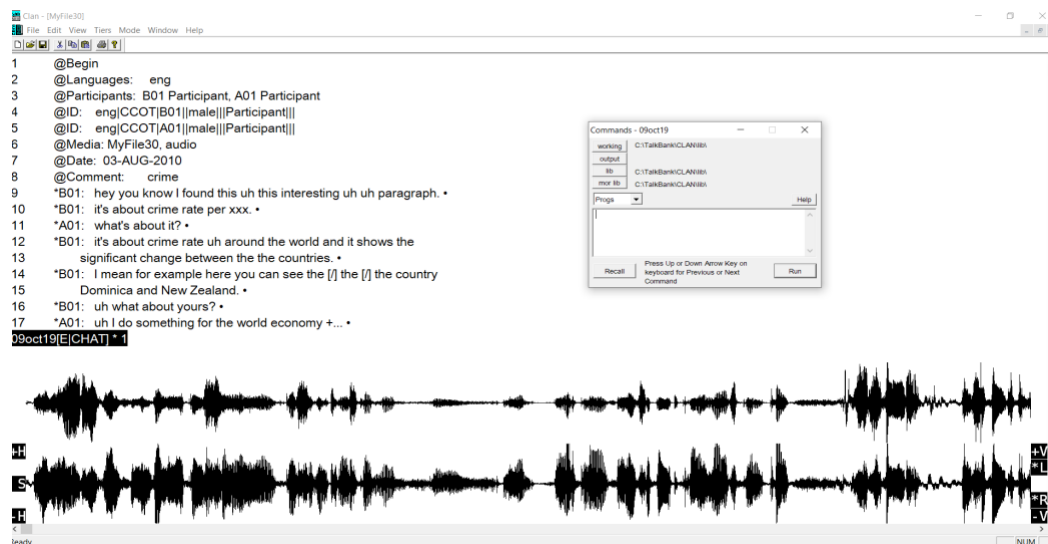 Clan - [MyFile30]
File Edit View Tiers Mode Window Help
1 @Begin
2 @Languages: eng
3 @Participants: B01 Participant, A01 Participant
4 @ID: eng|CCOT|B01||male|||Participant|||
5 @ID: eng|CCOT|A01||male|||Participant|||
6 @Media: MyFile30, audio
7 @Date: 03-AUG-2010
8 @Comment: crime
9 *B01: hey you know I found this uh this interesting uh uh paragraph. •
10 *B01: it's about crime rate per xxx. •
11 *A01: what's about it? •
12 *B01: it's about crime rate uh around the world and it shows the
13 significant change between the the countries. •
14 *B01: I mean for example here you can see the [/] the [/] the country
15 Dominica and New Zealand. •
16 *B01: uh what about yours? •
17 *A01: uh I do something for the world economy +... •
09oct19[E|CHAT] * 1
Commands - 09oct19
working C:\TalkBank\CLAN\lib\
output
lib C:\TalkBank\CLAN\lib\
mor lib C:\TalkBank\CLAN\lib\
Progs
Help
Recall
Press Up or Down Arrow Key on
keyboard for Previous or Next
Command
Run
+H
S
-H
+V
*L
*R
-V
Ready
NUM